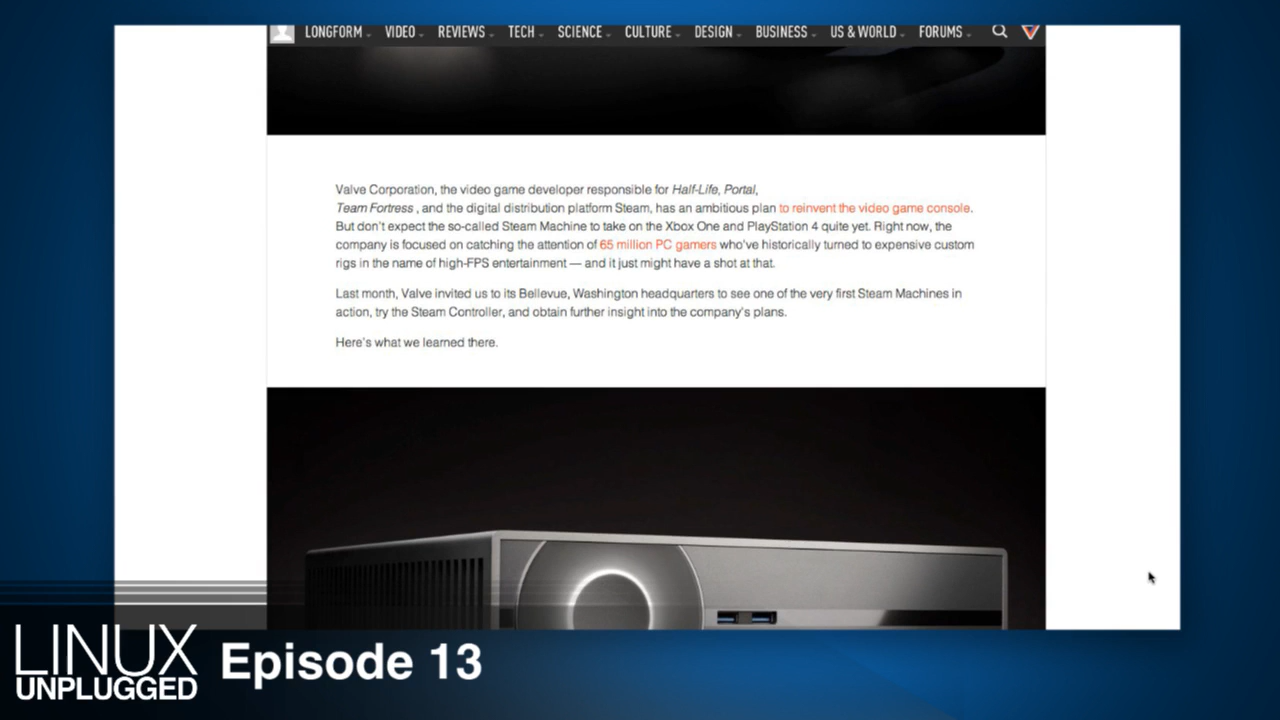 LONGFORM VIDEO REVIEWS TECH SCIENCE CULTURE DESIGN BUSINESS US & WORLD FORUMS
Valve Corporation, the video game developer responsible for Half-Life, Portal,
Team Fortress , and the digital distribution platform Steam, has an ambitious plan to reinvent the video game console.
But don't expect the so-called Steam Machine to take on the Xbox One and PlayStation 4 quite yet. Right now, the
company is focused on catching the attention of 65 million PC gamers who've historically turned to expensive custom
rigs in the name of high-FPS entertainment — and it just might have a shot at that.
Last month, Valve invited us to its Bellevue, Washington headquarters to see one of the very first Steam Machines in
action, try the Steam Controller, and obtain further insight into the company's plans.
Here's what we learned there.
LINUX
UNPLUGGED
Episode 13